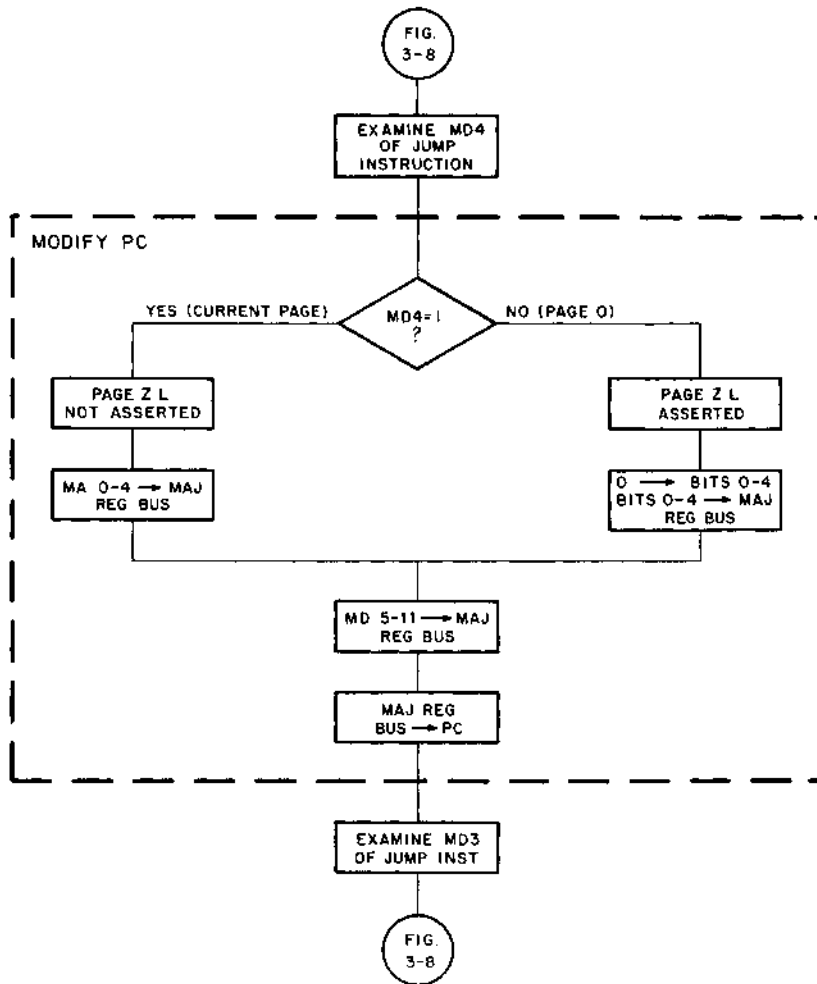 FIG.
3-8
EXAMINE MD4
OF JUMP
INSTRUCTION
MODIFY PC
YES (CURRENT PAGE)
MD4=1
?
NO (PAGE 0)
PAGE Z L
NOT ASSERTED
PAGE Z L
ASSERTED
MA 0-4 → MAJ
REG BUS
0 → BITS 0-4
BITS 0-4 → MAJ
REG BUS
MD 5-11 → MAJ
REG BUS
MAJ REG
BUS → PC
EXAMINE MD3
OF JUMP INST
FIG.
3-8